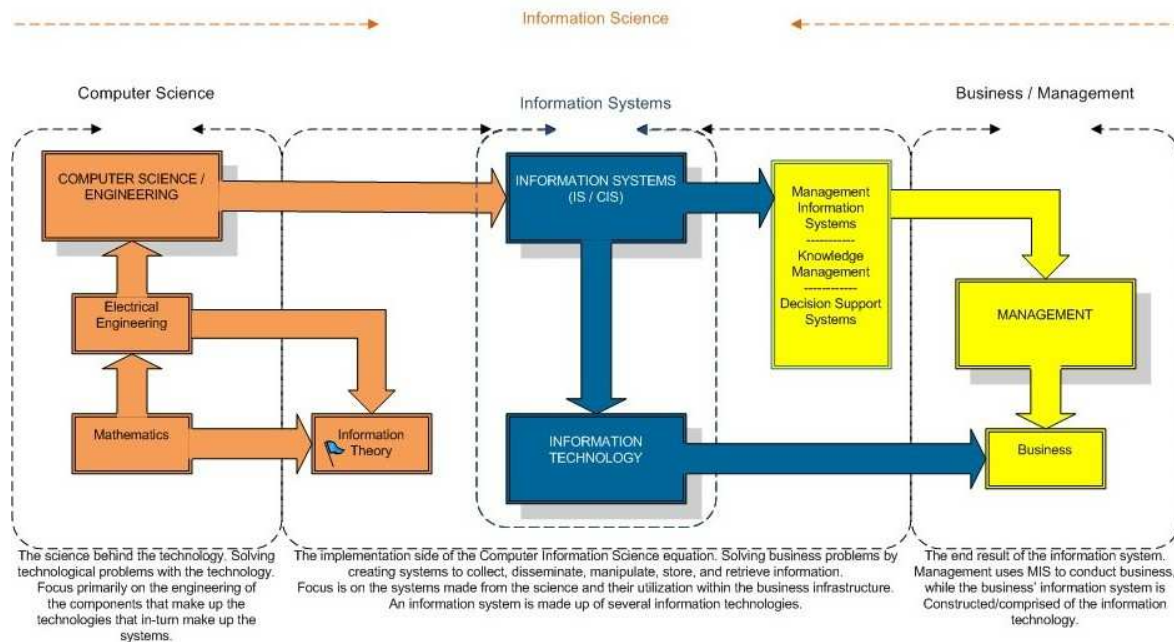 Information Science
Computer Science
Information Systems
Business / Management
COMPUTER SCIENCE /
ENGINEERING
INFORMATION SYSTEMS
(IS / CIS)
Management
Information
Systems
------------
Knowledge
Management
-------------
Decision Support
Systems
Electrical
Engineering
MANAGEMENT
Mathematics
Information
Theory
INFORMATION
TECHNOLOGY
Business
The science behind the technology. Solving
technological problems with the technology.
Focus primarily on the engineering of
the components that make up the
technologies that in-turn make up the
systems.
The implementation side of the Computer Information Science equation. Solving business problems by
creating systems to collect, disseminate, manipulate, store, and retrieve information.
Focus is on the systems made from the science and their utilization within the business infrastructure.
An information system is made up of several information technologies.
The end result of the information system.
Management uses MIS to conduct business,
while the business' information system is
Constructed/comprised of the information
technology.